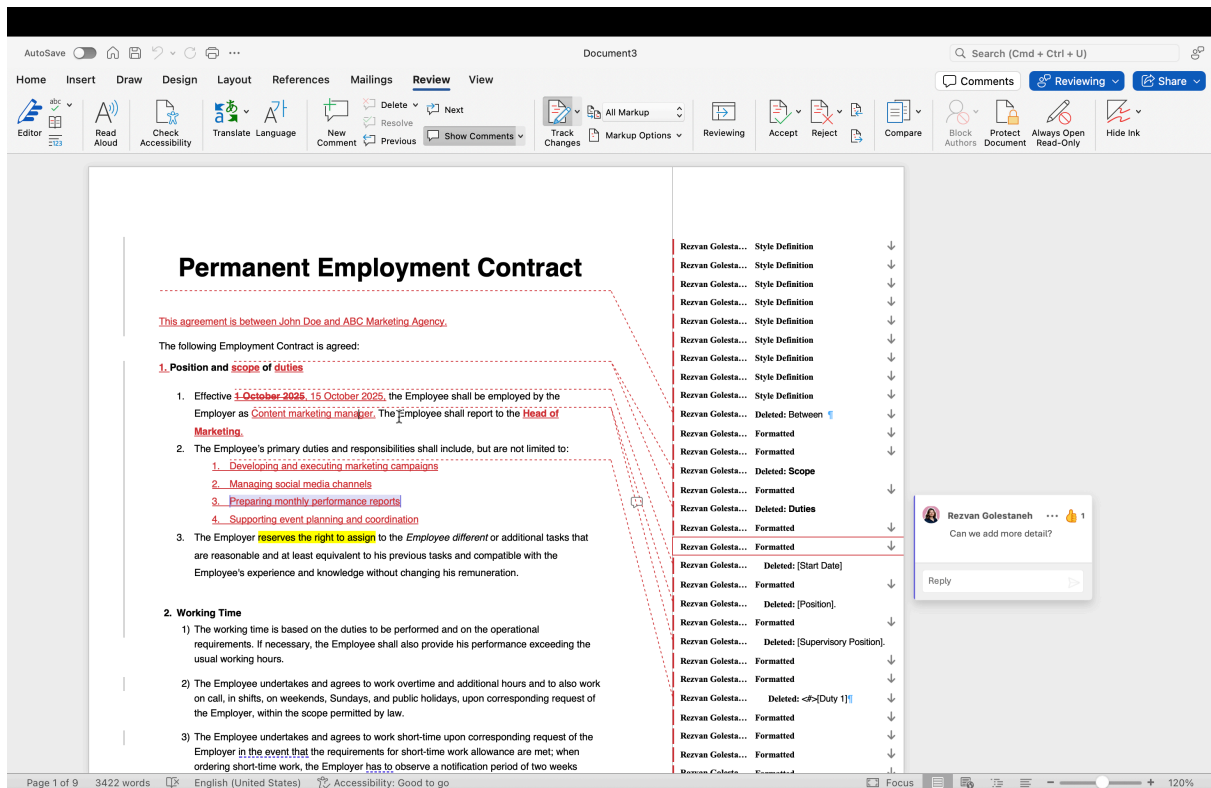 AutoSave
Document3
Search (Cmd + Ctrl + U)
Home Insert Draw Design Layout References Mailings Review View
Comments Reviewing Share
Editor
abc
123
Read Aloud
Check Accessibility
Translate Language
New Comment
Delete
Resolve
Previous
Next
Show Comments
Track Changes
All Markup
Markup Options
Reviewing
Accept Reject
Compare
Block Authors
Protect Document
Always Open Read-Only
Hide Ink
Permanent Employment Contract
This agreement is between John Doe and ABC Marketing Agency.
The following Employment Contract is agreed:
1. Position and scope of duties
1. Effective 1 October 2025, 15 October 2025, the Employee shall be employed by the
Employer as Content marketing manager. The Employee shall report to the Head of
Marketing.
2. The Employee's primary duties and responsibilities shall include, but are not limited to:
1. Developing and executing marketing campaigns
2. Managing social media channels
3. Preparing monthly performance reports
4. Supporting event planning and coordination
3. The Employer reserves the right to assign to the Employee different or additional tasks that
are reasonable and at least equivalent to his previous tasks and compatible with the
Employee's experience and knowledge without changing his remuneration.
2. Working Time
1) The working time is based on the duties to be performed and on the operational
requirements. If necessary, the Employee shall also provide his performance exceeding the
usual working hours.
2) The Employee undertakes and agrees to work overtime and additional hours and to also work
on call, in shifts, on weekends, Sundays, and public holidays, upon corresponding request of
the Employer, within the scope permitted by law.
3) The Employee undertakes and agrees to work short-time upon corresponding request of the
Employer in the event that the requirements for short-time work allowance are met; when
ordering short-time work, the Employer has to observe a notification period of two weeks
Rezvan Golesta... Style Definition
Rezvan Golesta... Style Definition
Rezvan Golesta... Style Definition
Rezvan Golesta... Style Definition
Rezvan Golesta... Style Definition
Rezvan Golesta... Style Definition
Rezvan Golesta... Style Definition
Rezvan Golesta... Style Definition
Rezvan Golesta... Style Definition
Rezvan Golesta... Deleted: Between ¶
Rezvan Golesta... Formatted
Rezvan Golesta... Formatted
Rezvan Golesta... Deleted: Scope
Rezvan Golesta... Formatted
Rezvan Golesta... Deleted: Duties
Rezvan Golesta... Formatted
Rezvan Golesta... Formatted
Rezvan Golesta... Deleted: [Start Date]
Rezvan Golesta... Formatted
Rezvan Golesta... Deleted: [Position].
Rezvan Golesta... Formatted
Rezvan Golesta... Deleted: [Supervisory Position].
Rezvan Golesta... Formatted
Rezvan Golesta... Formatted
Rezvan Golesta... Deleted: <#>[Duty 1]¶
Rezvan Golesta... Formatted
Rezvan Golesta... Formatted
Rezvan Golesta... Formatted
Rezvan Golesta... Formatted
Rezvan Golestaneh ... 1
Can we add more detail?
Reply
Page 1 of 9 3422 words English (United States) Accessibility: Good to go Focus 120%